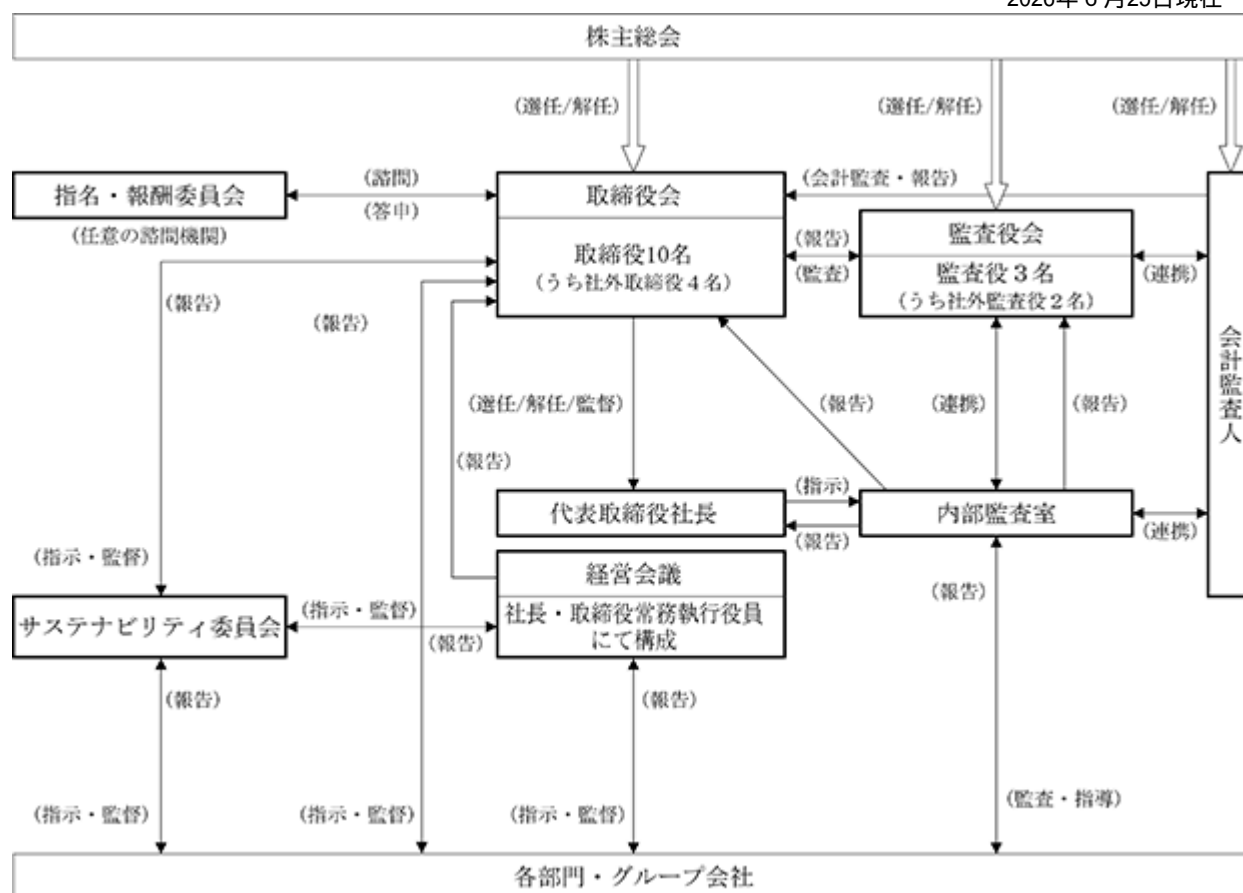 株主総会
(選任/解任)
(選任/解任)
(選任/解任)
指名・報酬委員会
(任意の諮問機関)
(諮問)
(答申)
取締役会
取締役10名
(うち社外取締役4名)
(会計監査・報告)
(報告)
(監査)
監査役会
監査役3名
(うち社外監査役2名)
(連携)
会計監査人
(報告)
(報告)
(選任/解任/監督)
(報告)
(報告)
(連携)
(報告)
代表取締役社長
(指示)
(報告)
内部監査室
(連携)
(指示・監督)
経営会議
社長・取締役常務執行役員
にて構成
サステナビリティ委員会
(指示・監督)
(報告)
(報告)
(報告)
(報告)
(指示・監督)
(指示・監督)
(指示・監督)
(監査・指導)
各部門・グループ会社